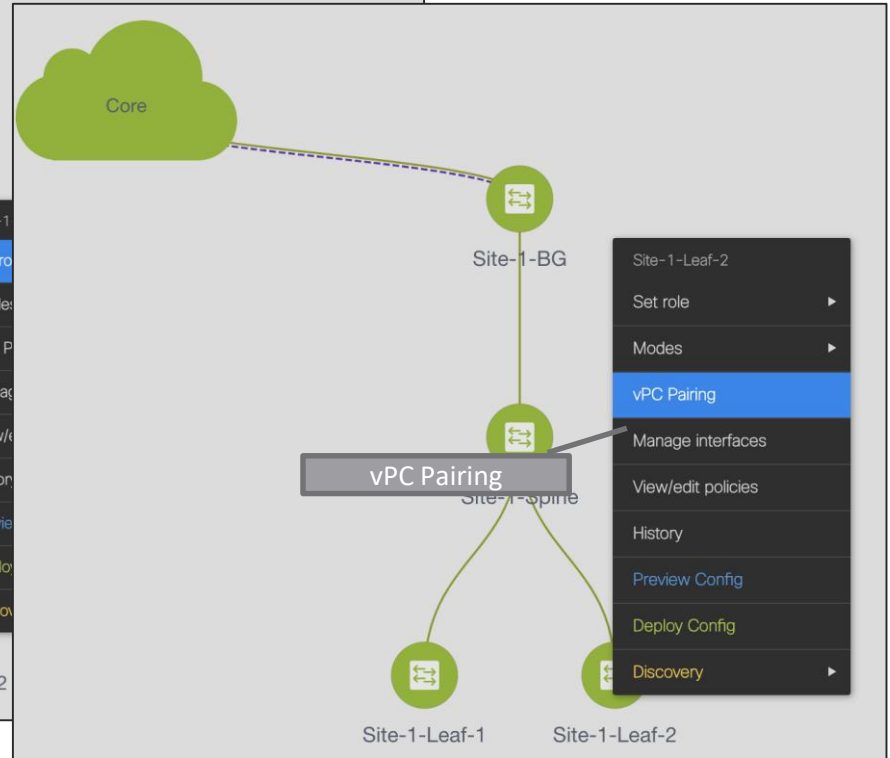 Core
Site-1-BG
Site-1-Leaf-2
Set role
Modes
vPC Pairing
Manage interfaces
View/edit policies
History
Preview Config
Deploy Config
Discovery
vPC Pairing
Site-1-Spine
Site-1-Leaf-1
Site-1-Leaf-2